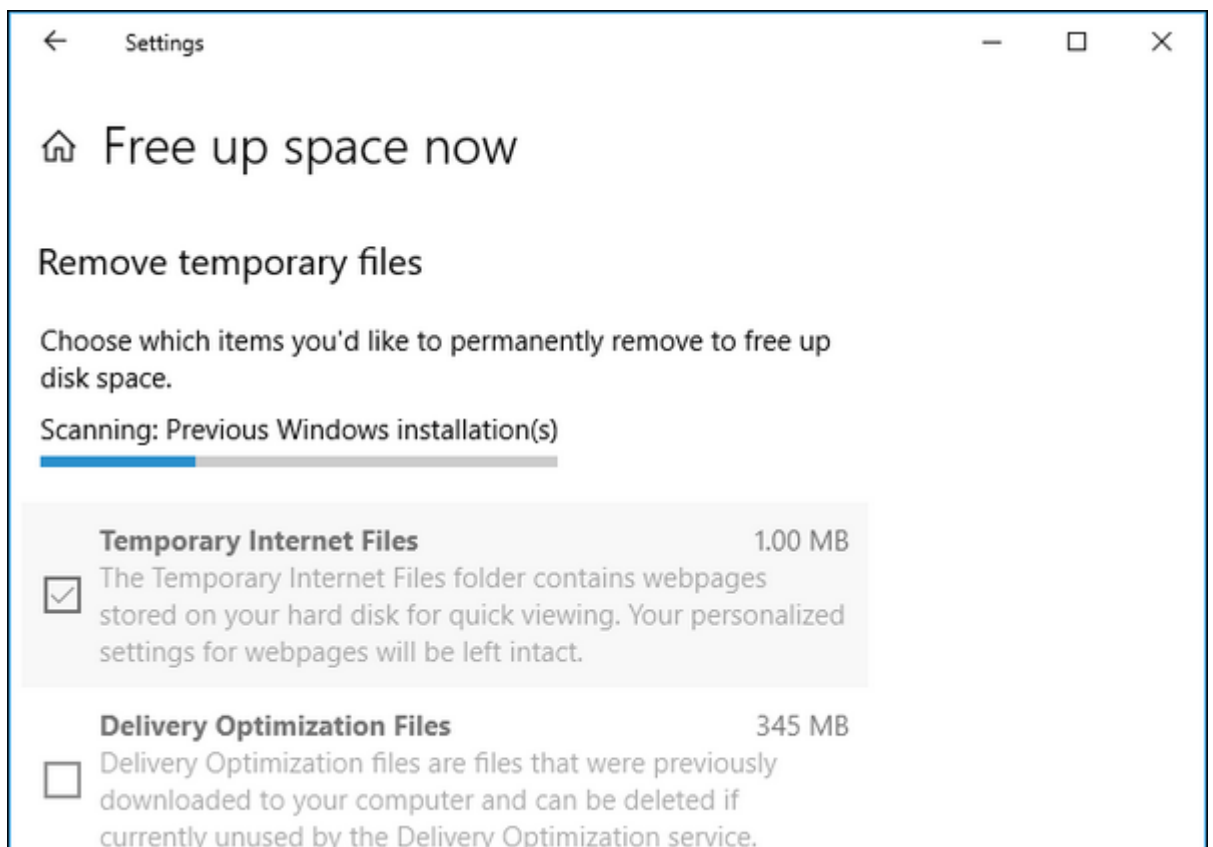 Settings
Free up space now
Remove temporary files
Choose which items you'd like to permanently remove to free up
disk space.
Scanning: Previous Windows installation(s)
Temporary Internet Files 1.00 MB
The Temporary Internet Files folder contains webpages
stored on your hard disk for quick viewing. Your personalized
settings for webpages will be left intact.
Delivery Optimization Files 345 MB
Delivery Optimization files are files that were previously
downloaded to your computer and can be deleted if
currently unused by the Delivery Optimization service.